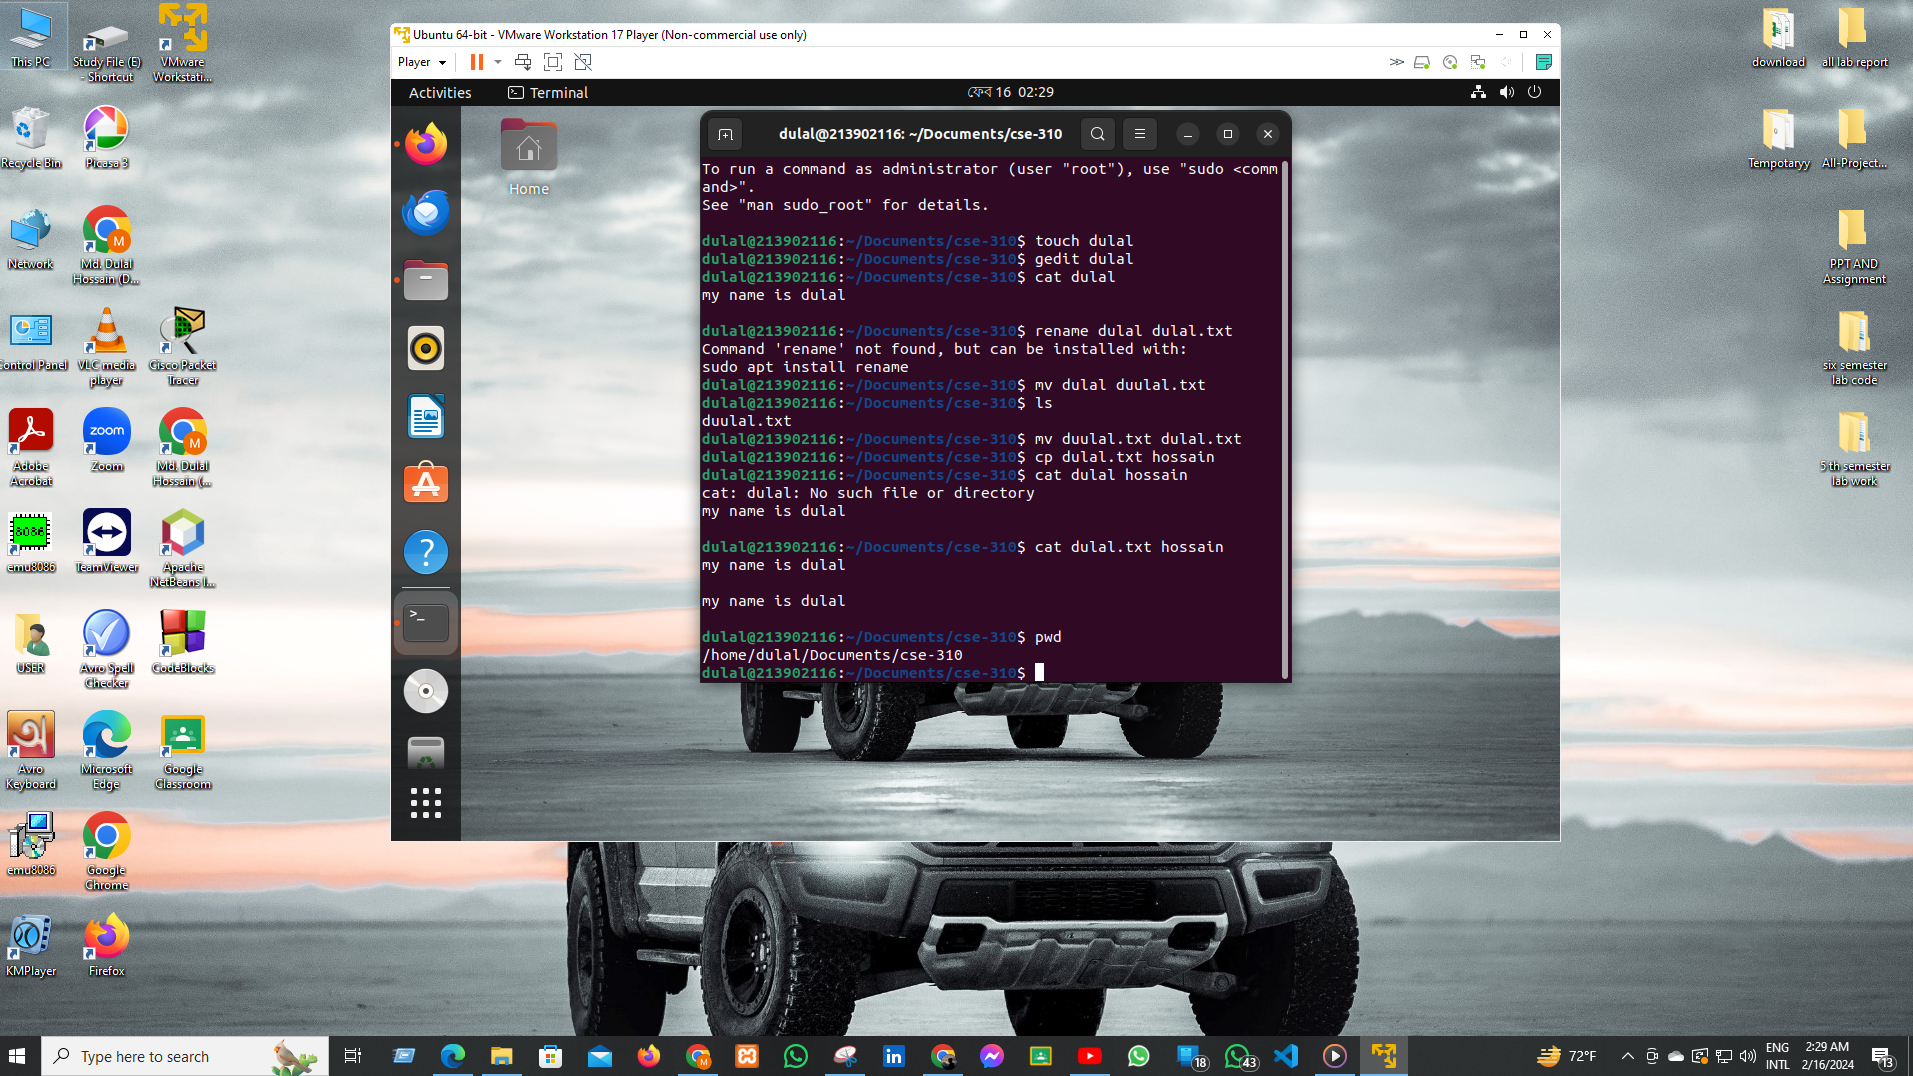 This PC
Study File (E) - Shortcut
VMware Workstati...
Recycle Bin
Picasa 3
Network
Md. Dulal Hossain (D...
Control Panel
VLC media player
Cisco Packet Tracer
Adobe Acrobat
Zoom
zoom
Md. Dulal Hossain (...
8086
emu8086
TeamViewer
Apache NetBeans I...
USER
Avro Spell Checker
CodeBlocks
Avro Keyboard
Microsoft Edge
Google Classroom
emu8086
Google Chrome
KMPlayer
Firefox
Ubuntu 64-bit - VMware Workstation 17 Player (Non-commercial use only)
Player
Activities
Terminal
ফেব 16 02:29
Home
dulal@213902116: ~/Documents/cse-310
To run a command as administrator (user "root"), use "sudo <comm
and>".
See "man sudo_root" for details.
dulal@213902116:~/Documents/cse-310$ touch dulal
dulal@213902116:~/Documents/cse-310$ gedit dulal
dulal@213902116:~/Documents/cse-310$ cat dulal
my name is dulal
dulal@213902116:~/Documents/cse-310$ rename dulal dulal.txt
Command 'rename' not found, but can be installed with:
sudo apt install rename
dulal@213902116:~/Documents/cse-310$ mv dulal duulal.txt
dulal@213902116:~/Documents/cse-310$ ls
duulal.txt
dulal@213902116:~/Documents/cse-310$ mv duulal.txt dulal.txt
dulal@213902116:~/Documents/cse-310$ cp dulal.txt hossain
dulal@213902116:~/Documents/cse-310$ cat dulal hossain
cat: dulal: No such file or directory
my name is dulal
dulal@213902116:~/Documents/cse-310$ cat dulal.txt hossain
my name is dulal
my name is dulal
dulal@213902116:~/Documents/cse-310$ pwd
/home/dulal/Documents/cse-310
dulal@213902116:~/Documents/cse-310$
download
all lab report
Tempotaryy
All-Project...
PPT AND Assignment
six semester lab code
5 th semester lab work
Type here to search
18
43
72°F
ENG
INTL
2:29 AM
2/16/2024
13